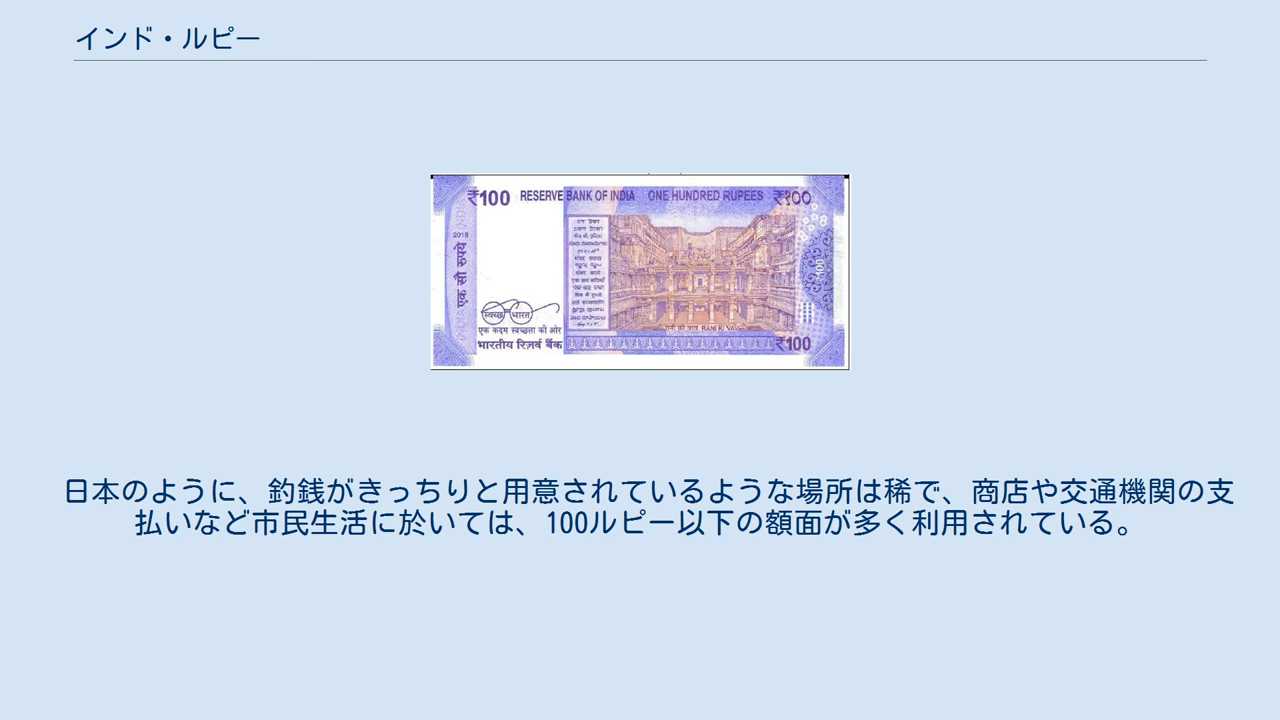 インド・ルピー
₹100 RESERVE BANK OF INDIA ONE HUNDRED RUPEES ₹१००
2018
एक सौ रुपये
100
स्वच्छ भारत
एक कदम स्वच्छता की ओर
रानी की वाव RANI KI VAV
भारतीय रिज़र्व बैंक
₹100
日本のように、釣銭がきっちりと用意されているような場所は稀で、商店や交通機関の支
払いなど市民生活に於いては、100ルピー以下の額面が多く利用されている。